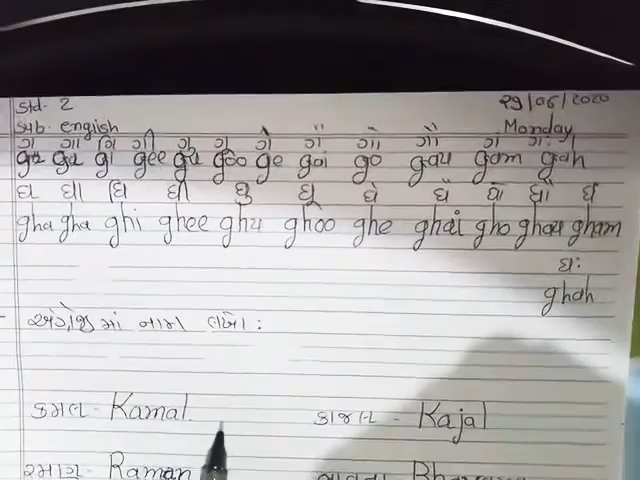 Std. 2 29/06/2020
Sub. english Monday
ગ ગા ગિ ગી ગુ ગૂ ગે ગૈ ગો ગૌ ગં ગઃ
ga ga gi gee gu goo ge gai go gau gam gah
ઘ ઘા ઘિ ઘી ઘુ ઘૂ ઘે ઘૈ ઘો ઘૌ ઘં
gha gha ghi ghee ghu ghoo ghe ghai gho ghau gham
ઘઃ
ghah
અંગ્રેજીમાં નામ લખો :
કમલ - Kamal. કાજલ - Kajal
રમણ - Raman